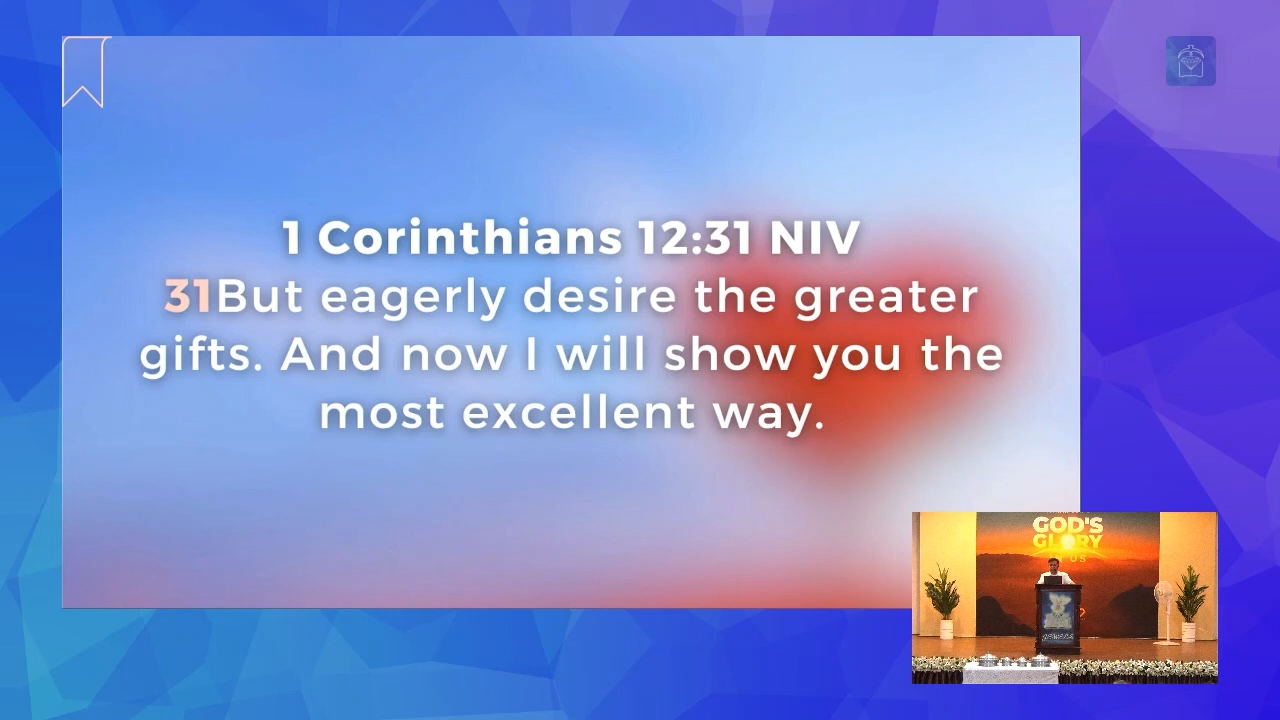 1 Corinthians 12:31 NIV
31But eagerly desire the greater
gifts. And now I will show you the
most excellent way.
GOD'S
GLORY
US